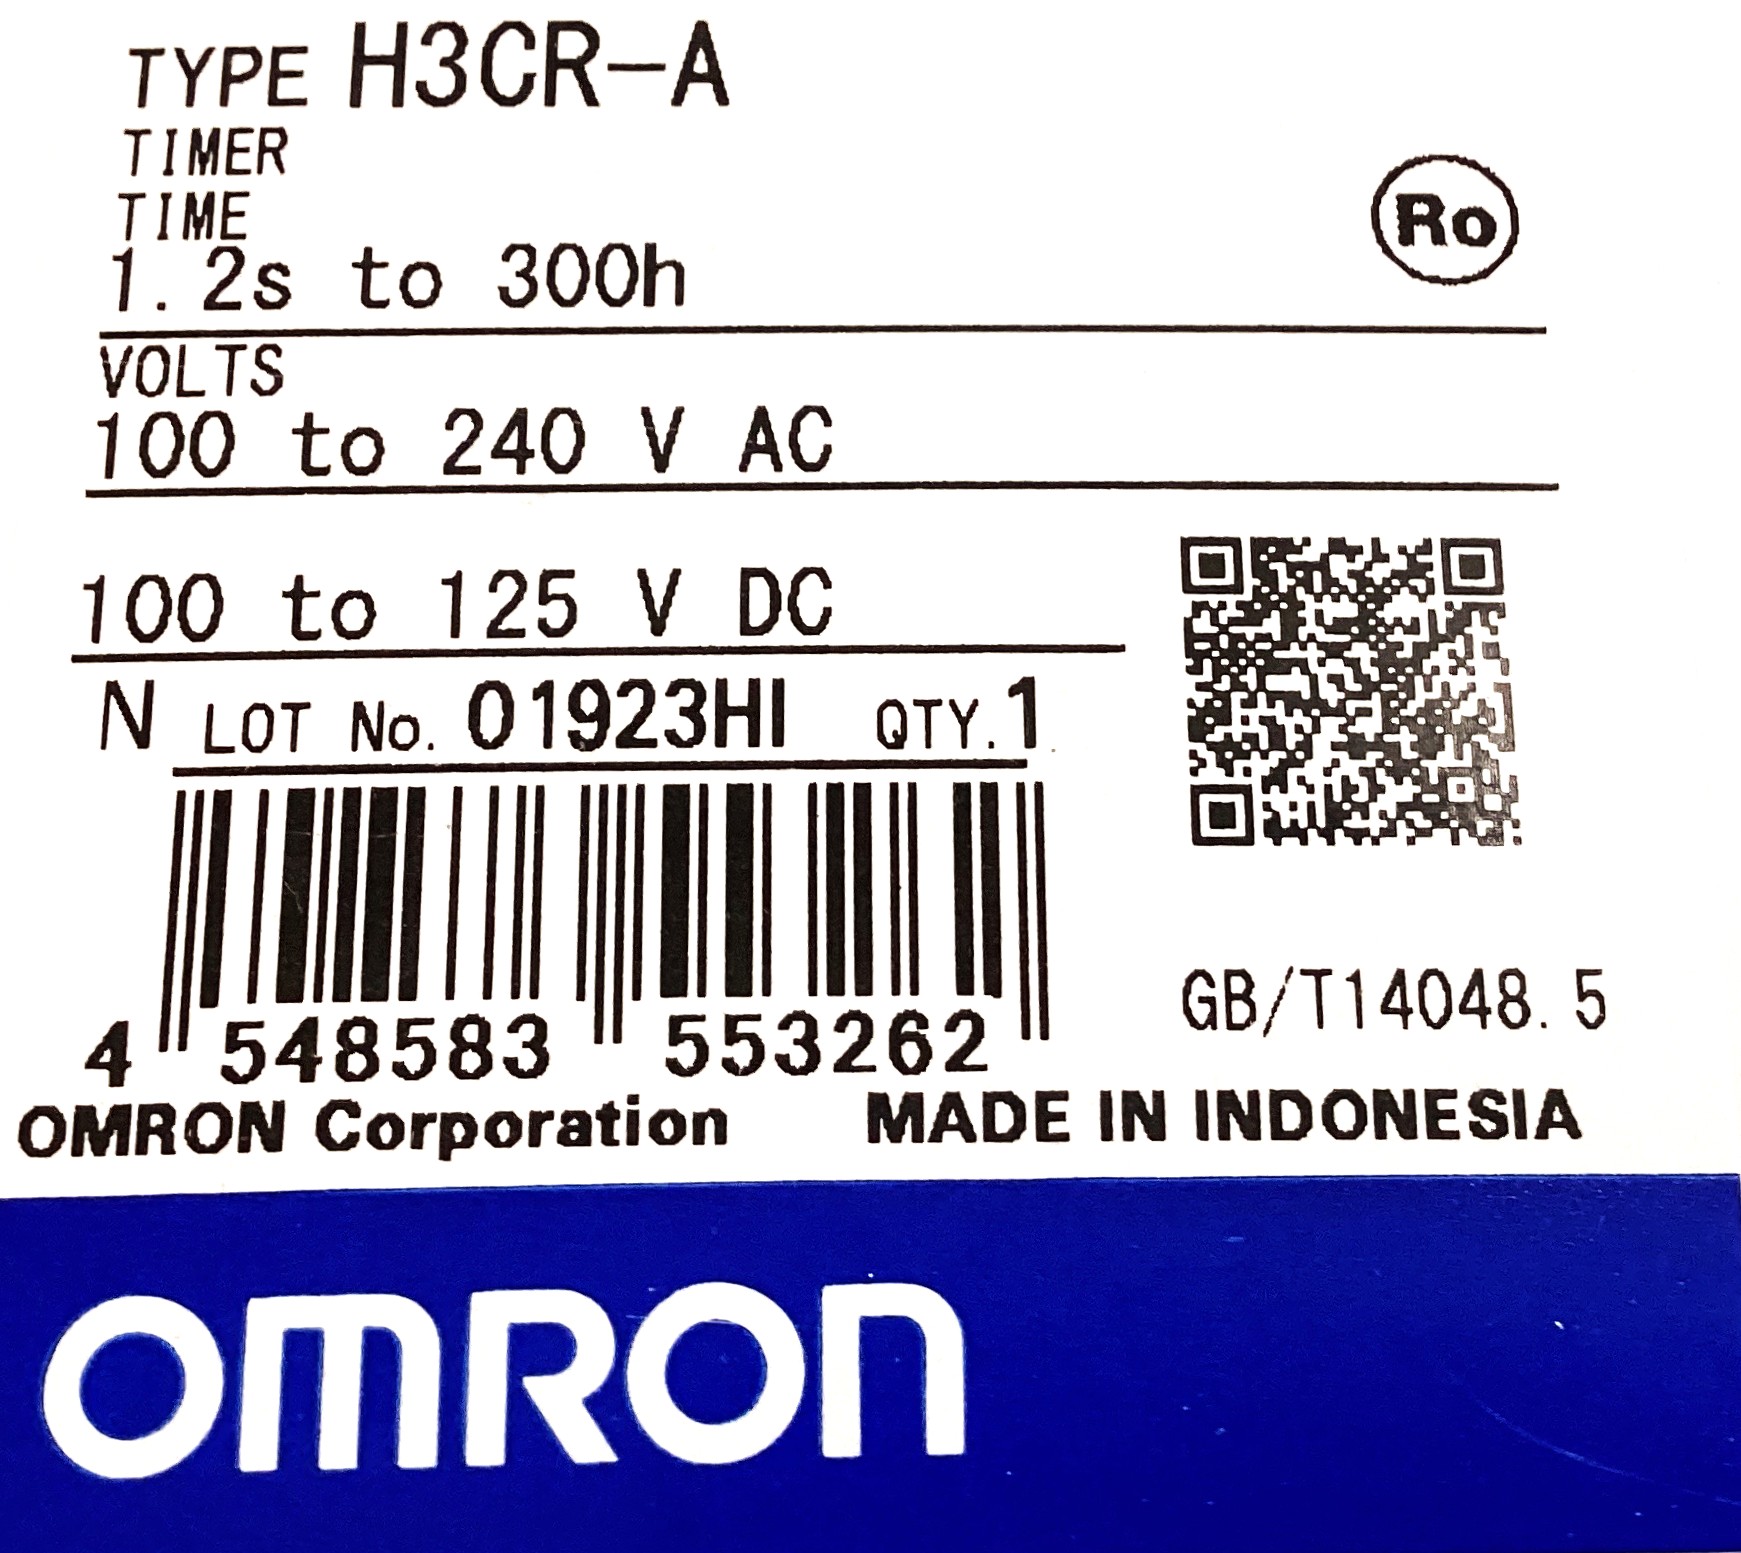 TYPE H3CR-A
TIMER
TIME
1.2s to 300h
Ro
VOLTS
100 to 240 V AC
100 to 125 V DC
N LOT No. 01923HI QTY.1
4 548583 553262
GB/T14048.5
OMRON Corporation MADE IN INDONESIA
OMRON